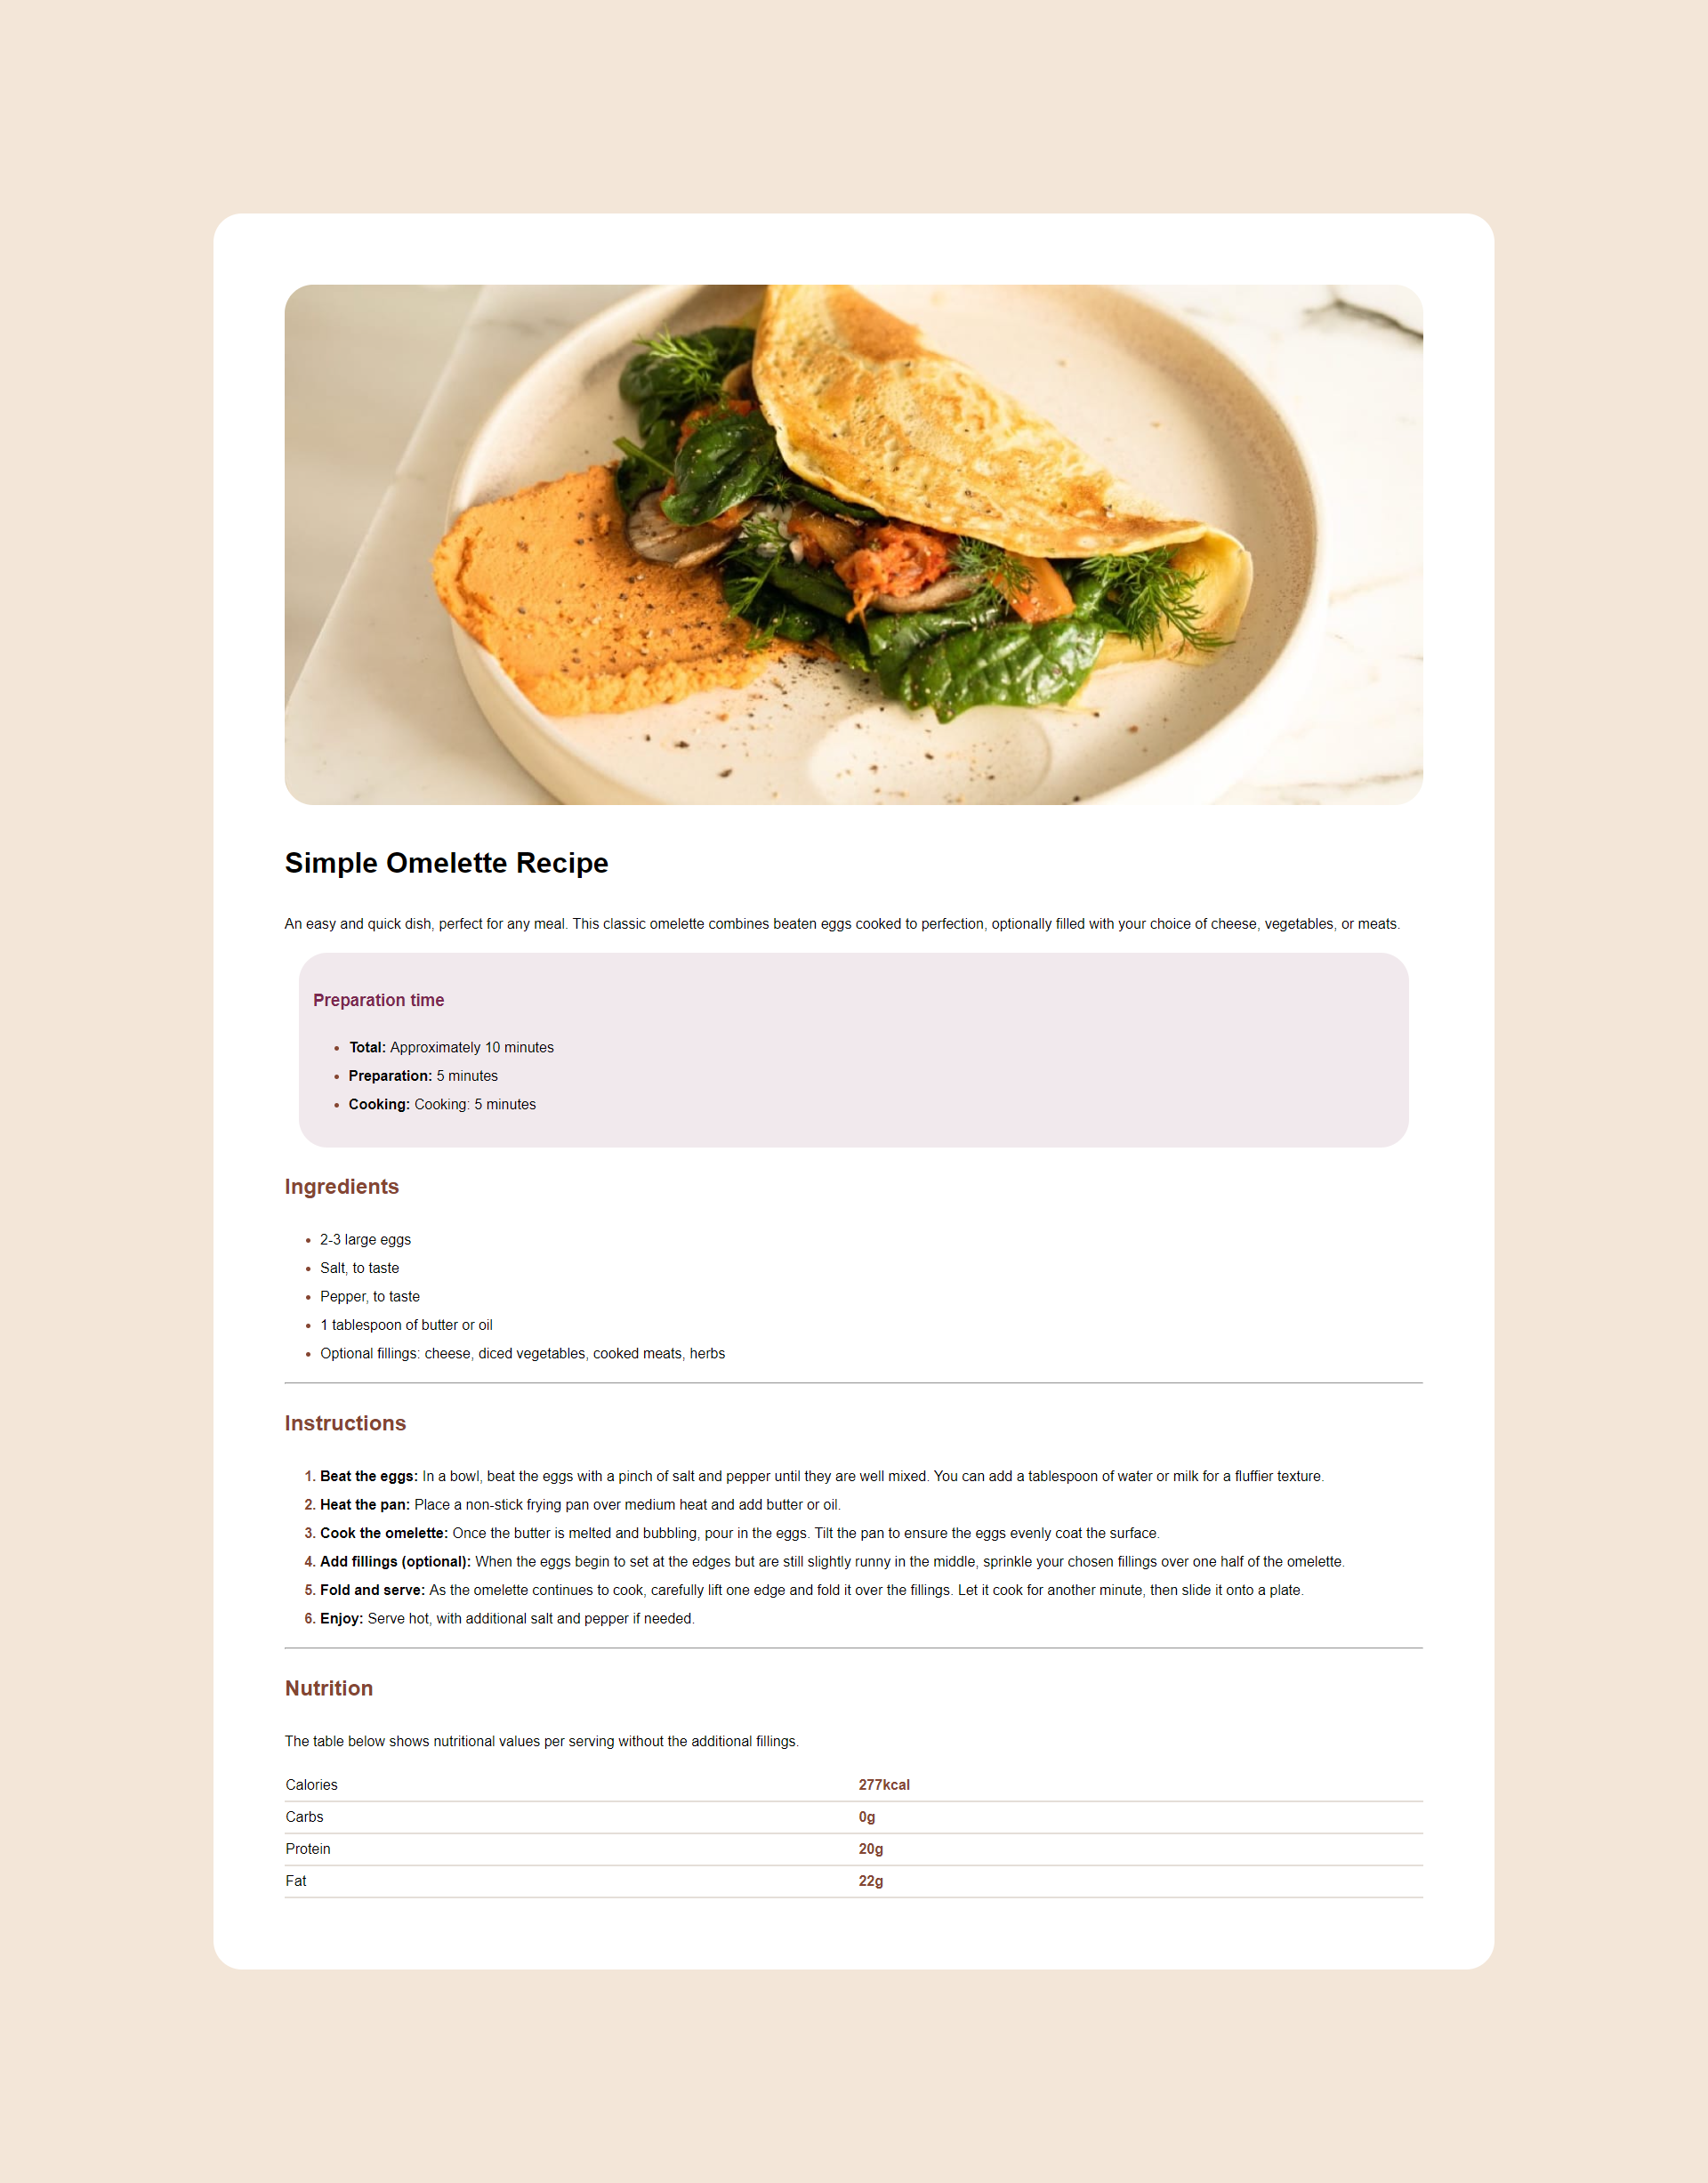 Simple Omelette Recipe
An easy and quick dish, perfect for any meal. This classic omelette combines beaten eggs cooked to perfection, optionally filled with your choice of cheese, vegetables, or meats.
Preparation time
• Total: Approximately 10 minutes
• Preparation: 5 minutes
• Cooking: Cooking: 5 minutes
Ingredients
• 2-3 large eggs
• Salt, to taste
• Pepper, to taste
• 1 tablespoon of butter or oil
• Optional fillings: cheese, diced vegetables, cooked meats, herbs
Instructions
1. Beat the eggs: In a bowl, beat the eggs with a pinch of salt and pepper until they are well mixed. You can add a tablespoon of water or milk for a fluffier texture.
2. Heat the pan: Place a non-stick frying pan over medium heat and add butter or oil.
3. Cook the omelette: Once the butter is melted and bubbling, pour in the eggs. Tilt the pan to ensure the eggs evenly coat the surface.
4. Add fillings (optional): When the eggs begin to set at the edges but are still slightly runny in the middle, sprinkle your chosen fillings over one half of the omelette.
5. Fold and serve: As the omelette continues to cook, carefully lift one edge and fold it over the fillings. Let it cook for another minute, then slide it onto a plate.
6. Enjoy: Serve hot, with additional salt and pepper if needed.
Nutrition
The table below shows nutritional values per serving without the additional fillings.
Calories 277kcal
Carbs 0g
Protein 20g
Fat 22g